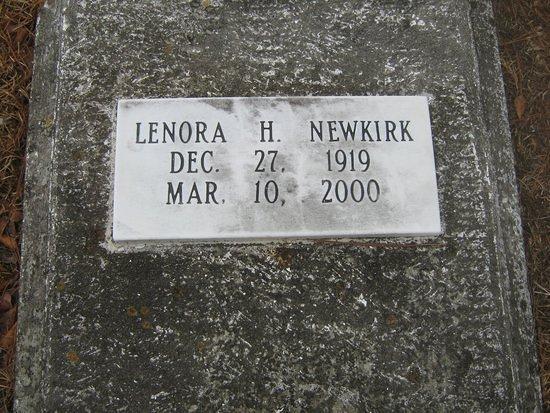 LENORA H. NEWKIRK
DEC. 27, 1919
MAR. 10, 2000